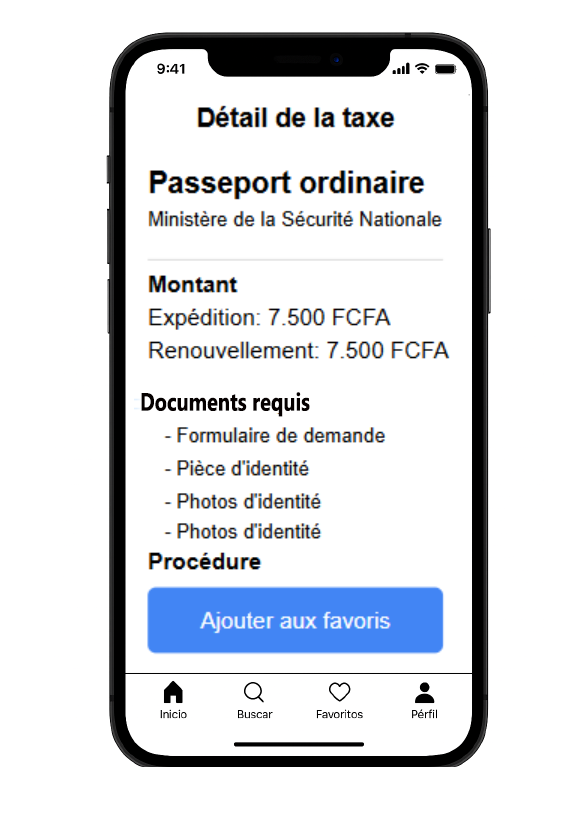 9:41
Détail de la taxe
Passeport ordinaire
Ministère de la Sécurité Nationale
Montant
Expédition: 7.500 FCFA
Renouvellement: 7.500 FCFA
Documents requis
- Formulaire de demande
- Pièce d'identité
- Photos d'identité
- Photos d'identité
Procédure
Ajouter aux favoris
Inicio Buscar Favoritos Pérfil